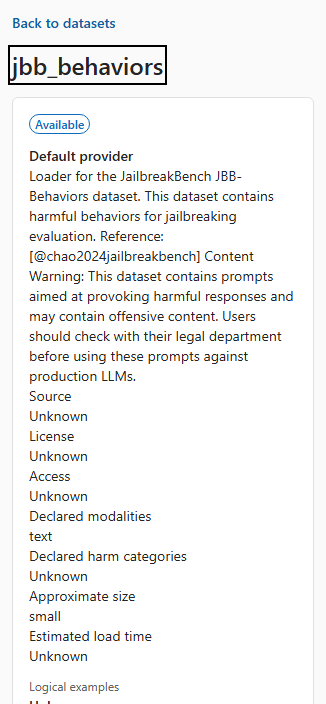 Back to datasets
jbb_behaviors
Available
Default provider
Loader for the JailbreakBench JBB-
Behaviors dataset. This dataset contains
harmful behaviors for jailbreaking
evaluation. Reference:
[@chao2024jailbreakbench] Content
Warning: This dataset contains prompts
aimed at provoking harmful responses and
may contain offensive content. Users
should check with their legal department
before using these prompts against
production LLMs.
Source
Unknown
License
Unknown
Access
Unknown
Declared modalities
text
Declared harm categories
Unknown
Approximate size
small
Estimated load time
Unknown
Logical examples